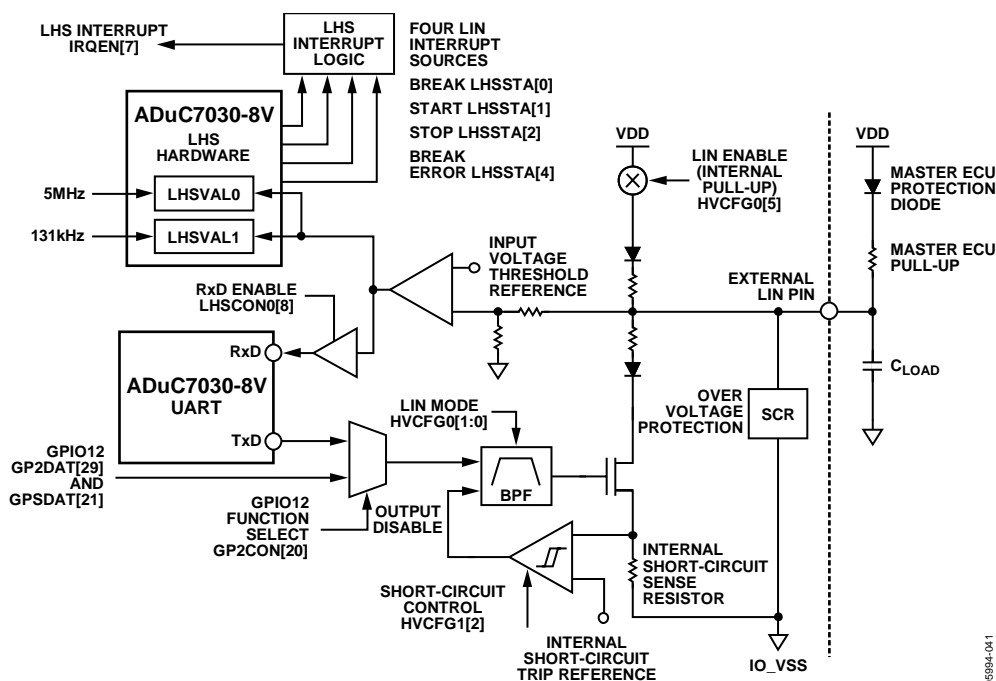 LHS INTERRUPT
IRQEN[7]
LHS
INTERRUPT
LOGIC
FOUR LIN
INTERRUPT
SOURCES
BREAK LHSSTA[0]
START LHSSTA[1]
STOP LHSSTA[2]
BREAK
ERROR LHSSTA[4]
ADuC7030-8V
LHS
HARDWARE
5MHz
LHSVAL0
131kHz
LHSVAL1
VDD
LIN ENABLE
(INTERNAL
PULL-UP)
HVCFG0[5]
VDD
MASTER ECU
PROTECTION
DIODE
MASTER ECU
PULL-UP
INPUT
VOLTAGE
THRESHOLD
REFERENCE
EXTERNAL
LIN PIN
RxD ENABLE
LHSCON0[8]
RxD
ADuC7030-8V
UART
TxD
CLOAD
OVER
VOLTAGE
PROTECTION
SCR
LIN MODE
HVCFG0[1:0]
BPF
GPIO12
GP2DAT[29]
AND
GPSDAT[21]
GPIO12
FUNCTION
SELECT
GP2CON[20]
OUTPUT
DISABLE
SHORT-CIRCUIT
CONTROL
HVCFG1[2]
INTERNAL
SHORT-CIRCUIT
SENSE
RESISTOR
INTERNAL
SHORT-CIRCUIT
TRIP REFERENCE
IO_VSS
05994-041